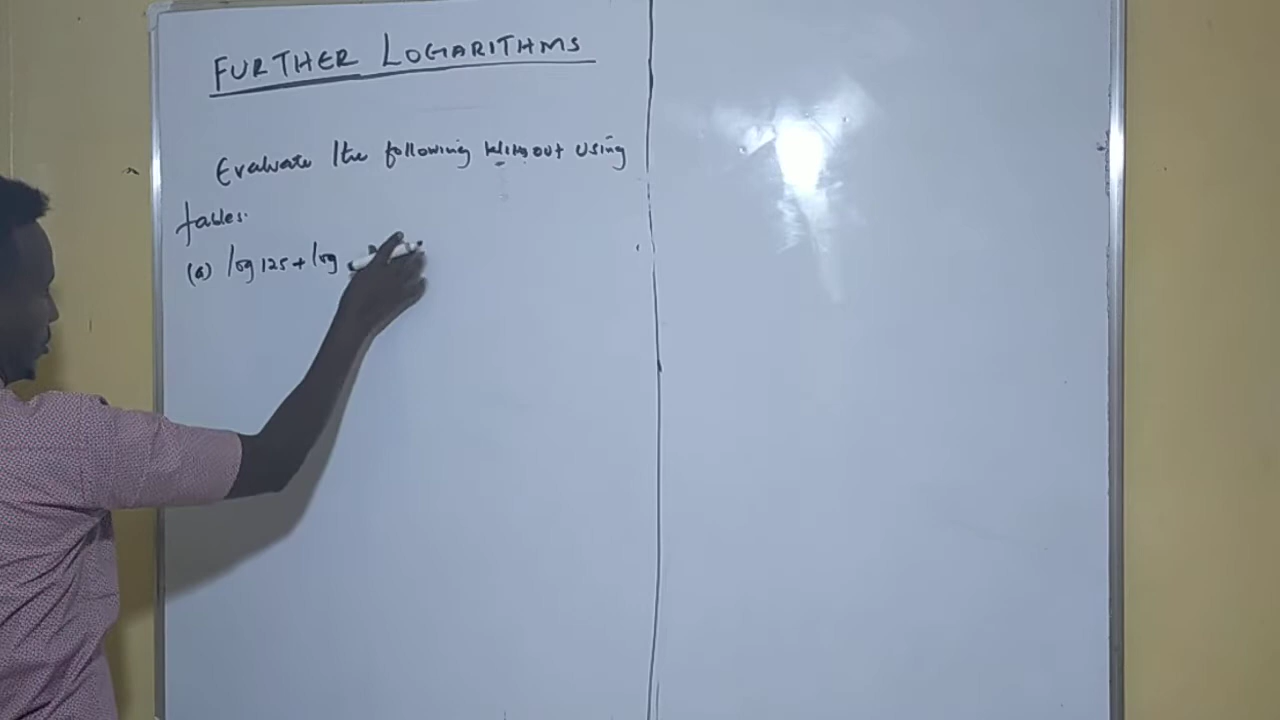 FURTHER LOGARITHMS
Evaluate the following without using
tables.
(a) log 125 + log